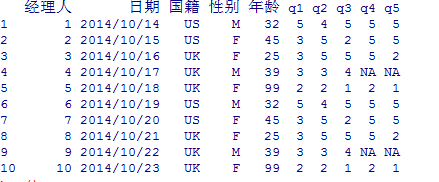 经理人 日期 国籍 性别 年龄 q1 q2 q3 q4 q5
1 1 2014/10/14 US M 32 5 4 5 5 5
2 2 2014/10/15 US F 45 3 5 2 5 5
3 3 2014/10/16 UK F 25 3 5 5 5 2
4 4 2014/10/17 UK M 39 3 3 4 NA NA
5 5 2014/10/18 UK F 99 2 2 1 2 1
6 6 2014/10/19 US M 32 5 4 5 5 5
7 7 2014/10/20 US F 45 3 5 2 5 5
8 8 2014/10/21 UK F 25 3 5 5 5 2
9 9 2014/10/22 UK M 39 3 3 4 NA NA
10 10 2014/10/23 UK F 99 2 2 1 2 1